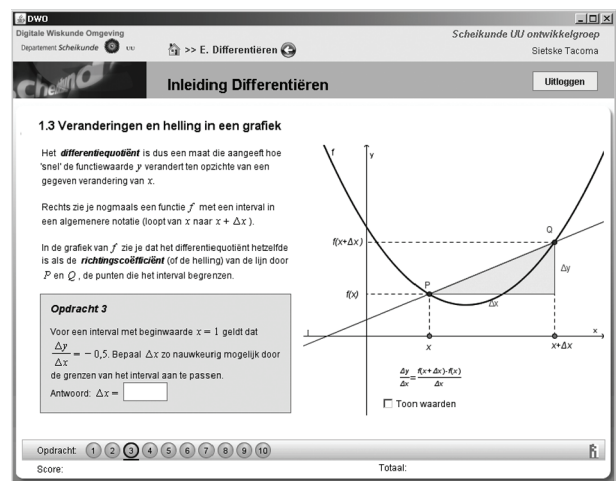 DWO
Digitale Wiskunde Omgeving
Departement Scheikunde UU
>> E. Differentiëren
Scheikunde UU ontwikkelgroep
Sietske Tacoma
Inleiding Differentiëren
Uitloggen
1.3 Veranderingen en helling in een grafiek
Het differentiequotiënt is dus een maat die aangeeft hoe
'snel' de functiewaarde y verandert ten opzichte van een
gegeven verandering van x.
Rechts zie je nogmaals een functie f met een interval in
een algemenere notatie (loopt van x naar x + Δx ).
In de grafiek van f zie je dat het differentiequotiënt hetzelfde
is als de richtingscoëfficiënt (of de helling) van de lijn door
P en Q , de punten die het interval begrenzen.
Opdracht 3
Voor een interval met beginwaarde x = 1 geldt dat
Δy/Δx = − 0,5. Bepaal Δx zo nauwkeurig mogelijk door
de grenzen van het interval aan te passen.
Antwoord: Δx =
f
y
Q
f(x+Δx)
Δy
P
f(x)
Δx
l
x
x
x+Δx
Δy/Δx = f(x+Δx)-f(x)/Δx
Toon waarden
Opdracht: 1 2 3 4 5 6 7 8 9 10
Score:
Totaal: